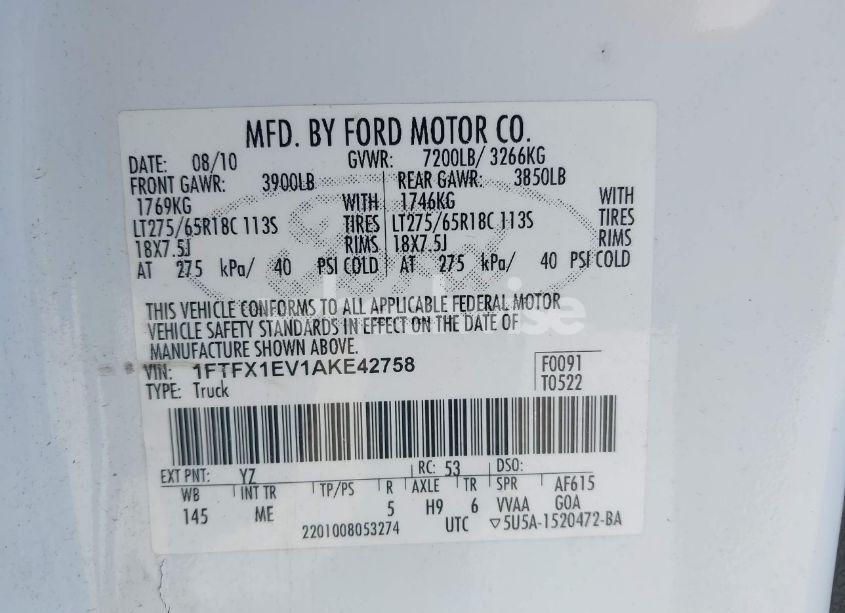 MFD. BY FORD MOTOR CO.
DATE: 08/10 GVWR: 7200LB/ 3266KG
FRONT GAWR: 3900LB REAR GAWR: 3850LB
1769KG WITH 1746KG WITH
LT275/65R18C 113S TIRES LT275/65R18C 113S TIRES
18X7.5J RIMS 18X7.5J RIMS
AT 275 kPa/ 40 PSI COLD AT 275 kPa/ 40 PSI COLD
THIS VEHICLE CONFORMS TO ALL APPLICABLE FEDERAL MOTOR
VEHICLE SAFETY STANDARDS IN EFFECT ON THE DATE OF
MANUFACTURE SHOWN ABOVE.
VIN: 1FTFX1EV1AKE42758 F0091
TYPE: Truck T0522
EXT PNT: YZ RC: 53 DSO:
WB INT TR TP/PS R AXLE TR SPR AF615
145 ME 5 H9 6 VVAA GOA
2201008053274 UTC ▽5U5A-1520472-BA